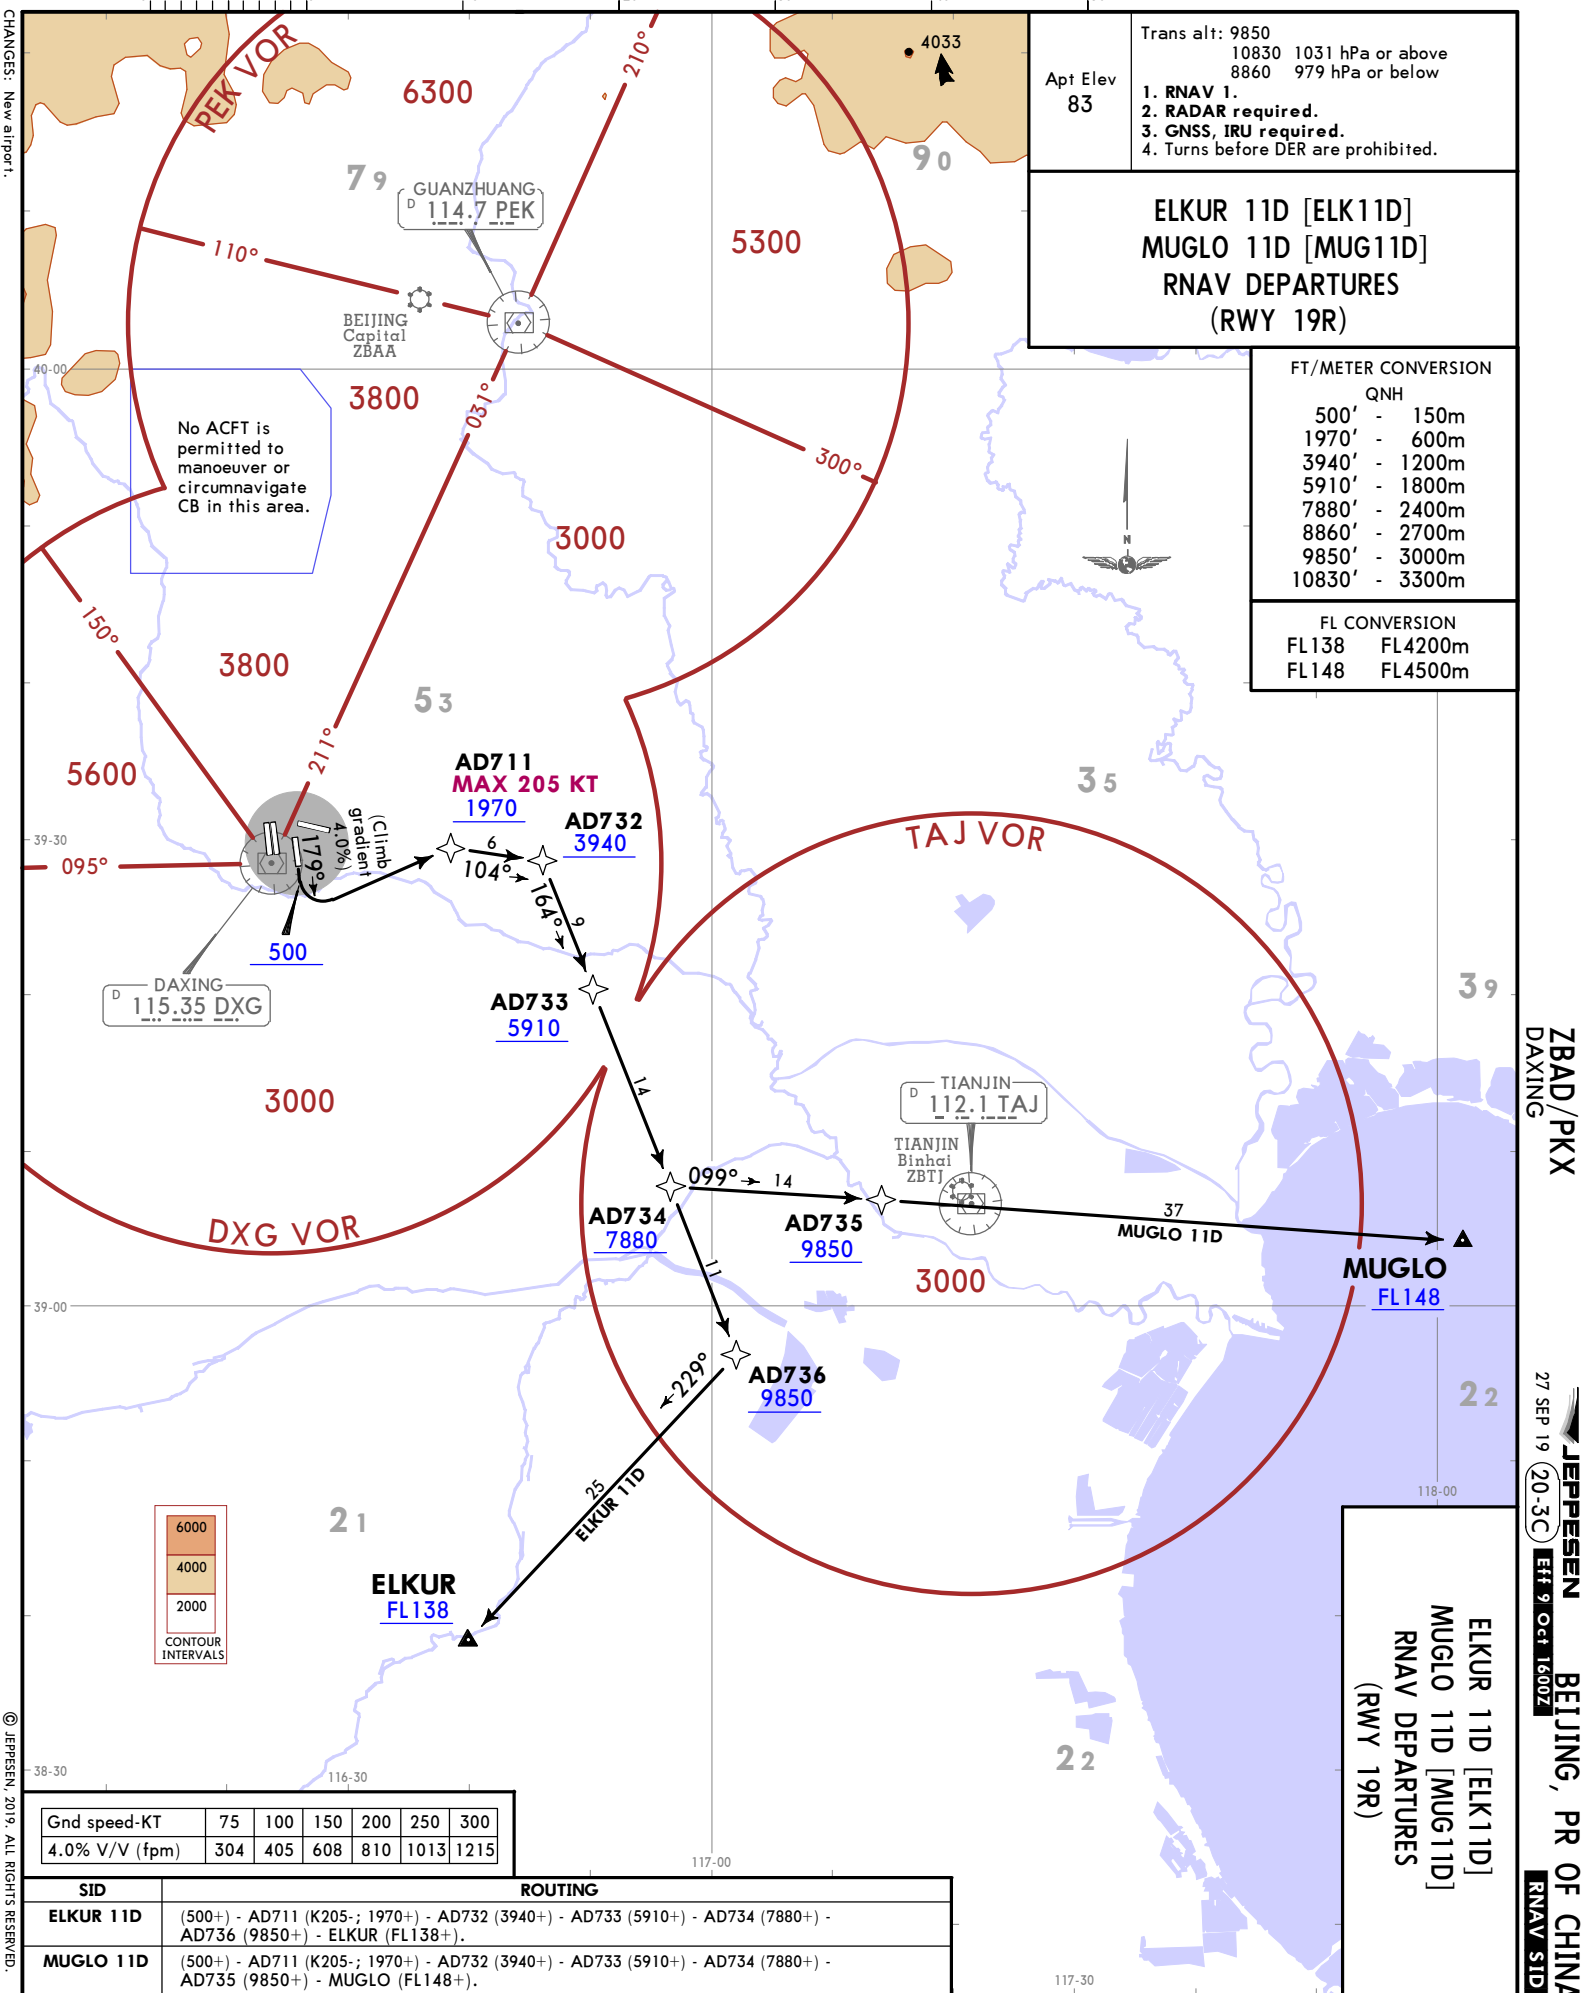 CHANGES: New airport.
© JEPPESEN, 2019. ALL RIGHTS RESERVED.
Apt Elev
83
Trans alt: 9850
10830 1031 hPa or above
8860 979 hPa or below
1. RNAV 1.
2. RADAR required.
3. GNSS, IRU required.
4. Turns before DER are prohibited.
ELKUR 11D [ELK11D]
MUGLO 11D [MUG11D]
RNAV DEPARTURES
(RWY 19R)
FT/METER CONVERSION
QNH
500' - 150m
1970' - 600m
3940' - 1200m
5910' - 1800m
7880' - 2400m
8860' - 2700m
9850' - 3000m
10830' - 3300m
FL CONVERSION
FL138 FL4200m
FL148 FL4500m
PEK VOR
6300
210°
4033
79
90
GUANZHUANG
D 114.7 PEK
5300
110°
BEIJING
Capital
ZBAA
40-00
3800
031°
No ACFT is
permitted to
manoeuver or
circumnavigate
CB in this area.
300°
3000
N
150°
3800
53
211°
5600
35
AD711
MAX 205 KT
1970
AD732
3940
(Climb
gradient
4.0%)
TAJ VOR
39-30
095°
179°
6
104°
164°
9
500
DAXING
D 115.35 DXG
AD733
5910
39
14
3000
TIANJIN
D 112.1 TAJ
TIANJIN
Binhai
ZBTJ
099°
14
DXG VOR
AD734
7880
AD735
9850
37
MUGLO 11D
MUGLO
FL148
11
3000
39-00
229°
AD736
9850
22
25
ELKUR 11D
118-00
21
6000
4000
2000
CONTOUR
INTERVALS
ELKUR
FL138
22
38-30
116-30
117-00
117-30
Gnd speed-KT 75 100 150 200 250 300
4.0% V/V (fpm) 304 405 608 810 1013 1215
SID ROUTING
ELKUR 11D (500+) - AD711 (K205-; 1970+) - AD732 (3940+) - AD733 (5910+) - AD734 (7880+) -
AD736 (9850+) - ELKUR (FL138+).
MUGLO 11D (500+) - AD711 (K205-; 1970+) - AD732 (3940+) - AD733 (5910+) - AD734 (7880+) -
AD735 (9850+) - MUGLO (FL148+).
ELKUR 11D [ELK11D]
MUGLO 11D [MUG11D]
RNAV DEPARTURES
(RWY 19R)
ZBAD/PKX
DAXING
JEPPESEN
27 SEP 19 20-3C Eff 9 Oct 1600Z
BEIJING, PR OF CHINA
RNAV SID